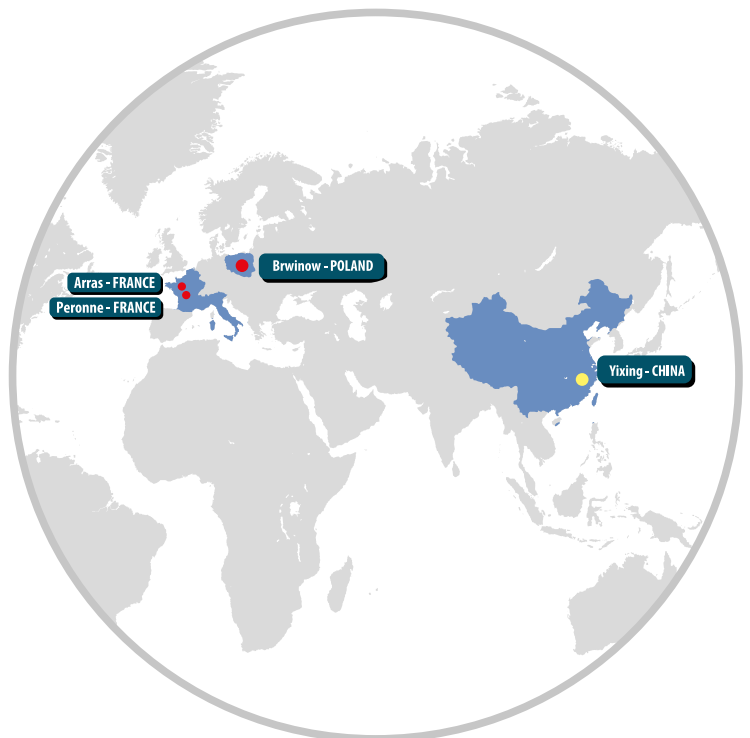 Brwinow - POLAND
Arras - FRANCE
Peronne - FRANCE
Yixing - CHINA